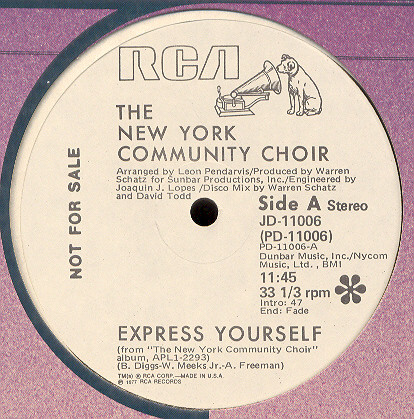 RCA
THE
NEW YORK
COMMUNITY CHOIR
Arranged by Leon Pendarvis/Produced by Warren
Schatz for Sunbar Productions, Inc./Engineered by
Joaquin J. Lopes /Disco Mix by Warren Schatz
and David Todd
NOT FOR SALE
Side A Stereo
JD-11006
(PD-11006)
PD-11006-A
Dunbar Music, Inc./Nycom
Music, Ltd., BMI
11:45
33 1/3 rpm
Intro: 47
End: Fade
EXPRESS YOURSELF
(from "The New York Community Choir"
album, APL1-2293)
(B. Diggs-W. Meeks Jr.-A. Freeman)
TM(s) ® RCA CORP.—MADE IN U.S.A.
℗ 1977 RCA RECORDS